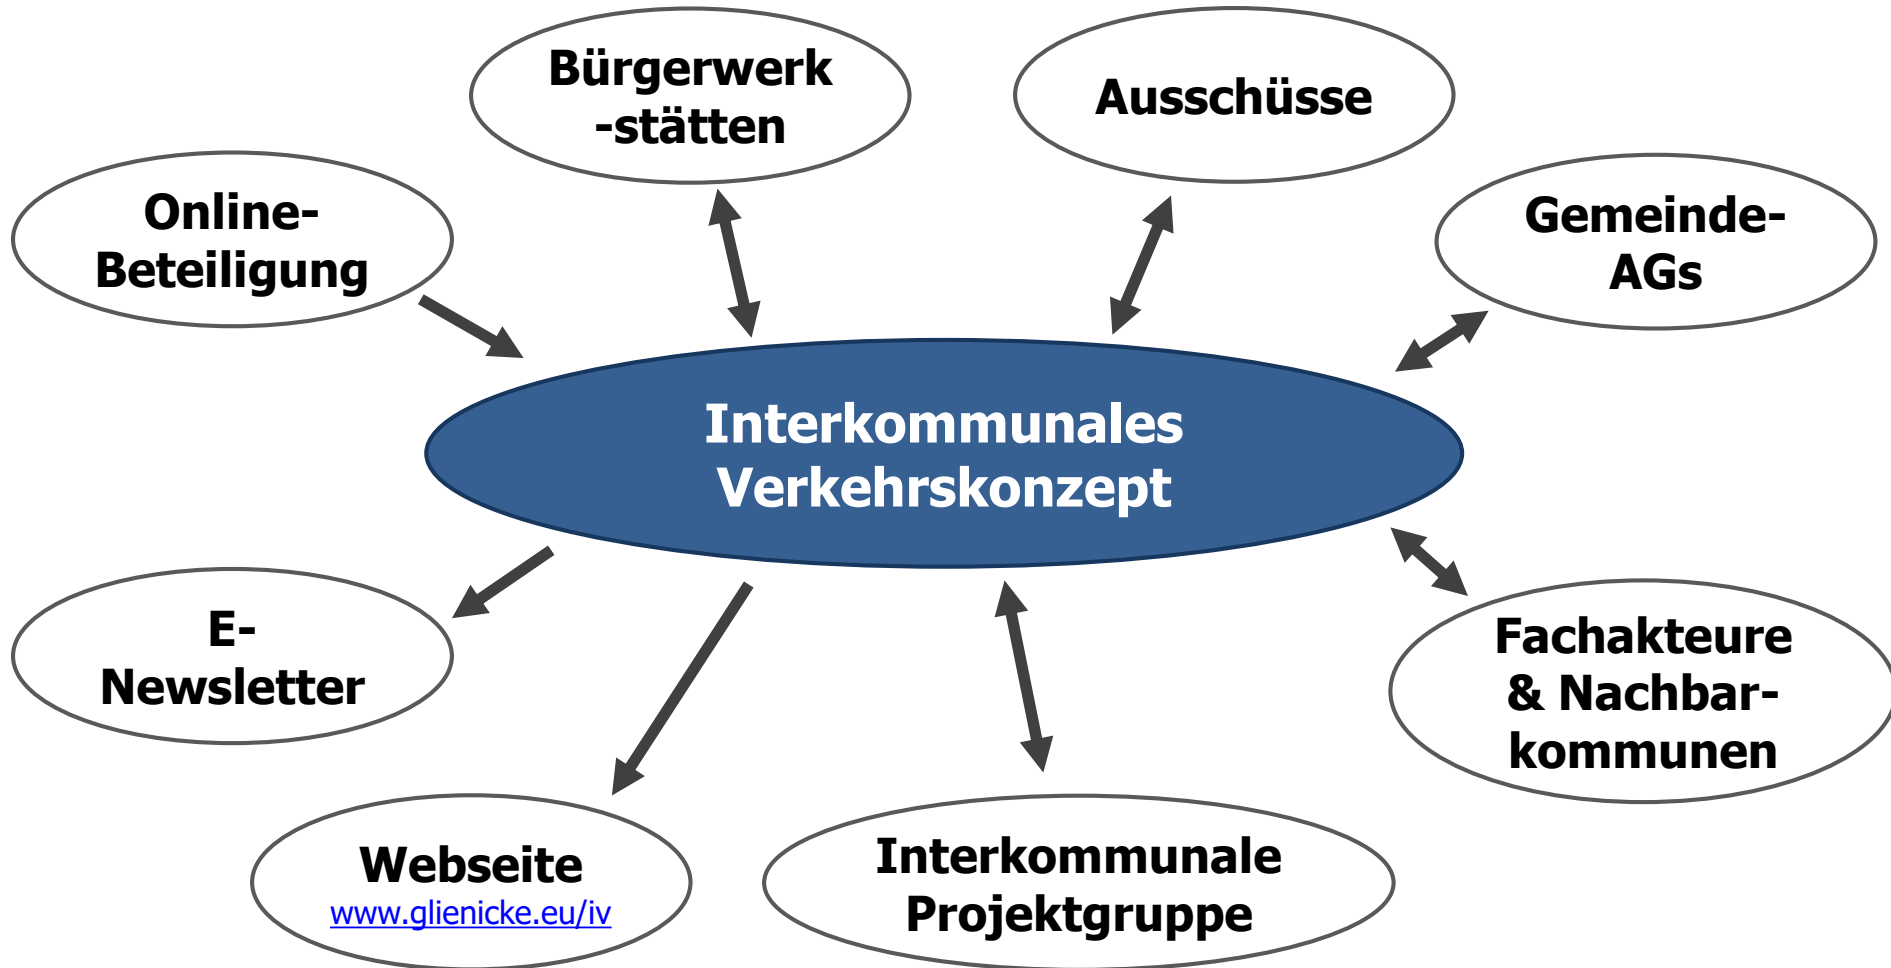 Bürgerwerk
-stätten
Ausschüsse
Online-
Beteiligung
Gemeinde-
AGs
Interkommunales
Verkehrskonzept
E-
Newsletter
Fachakteure
& Nachbar-
kommunen
Webseite
www.glienicke.eu/iv
Interkommunale
Projektgruppe